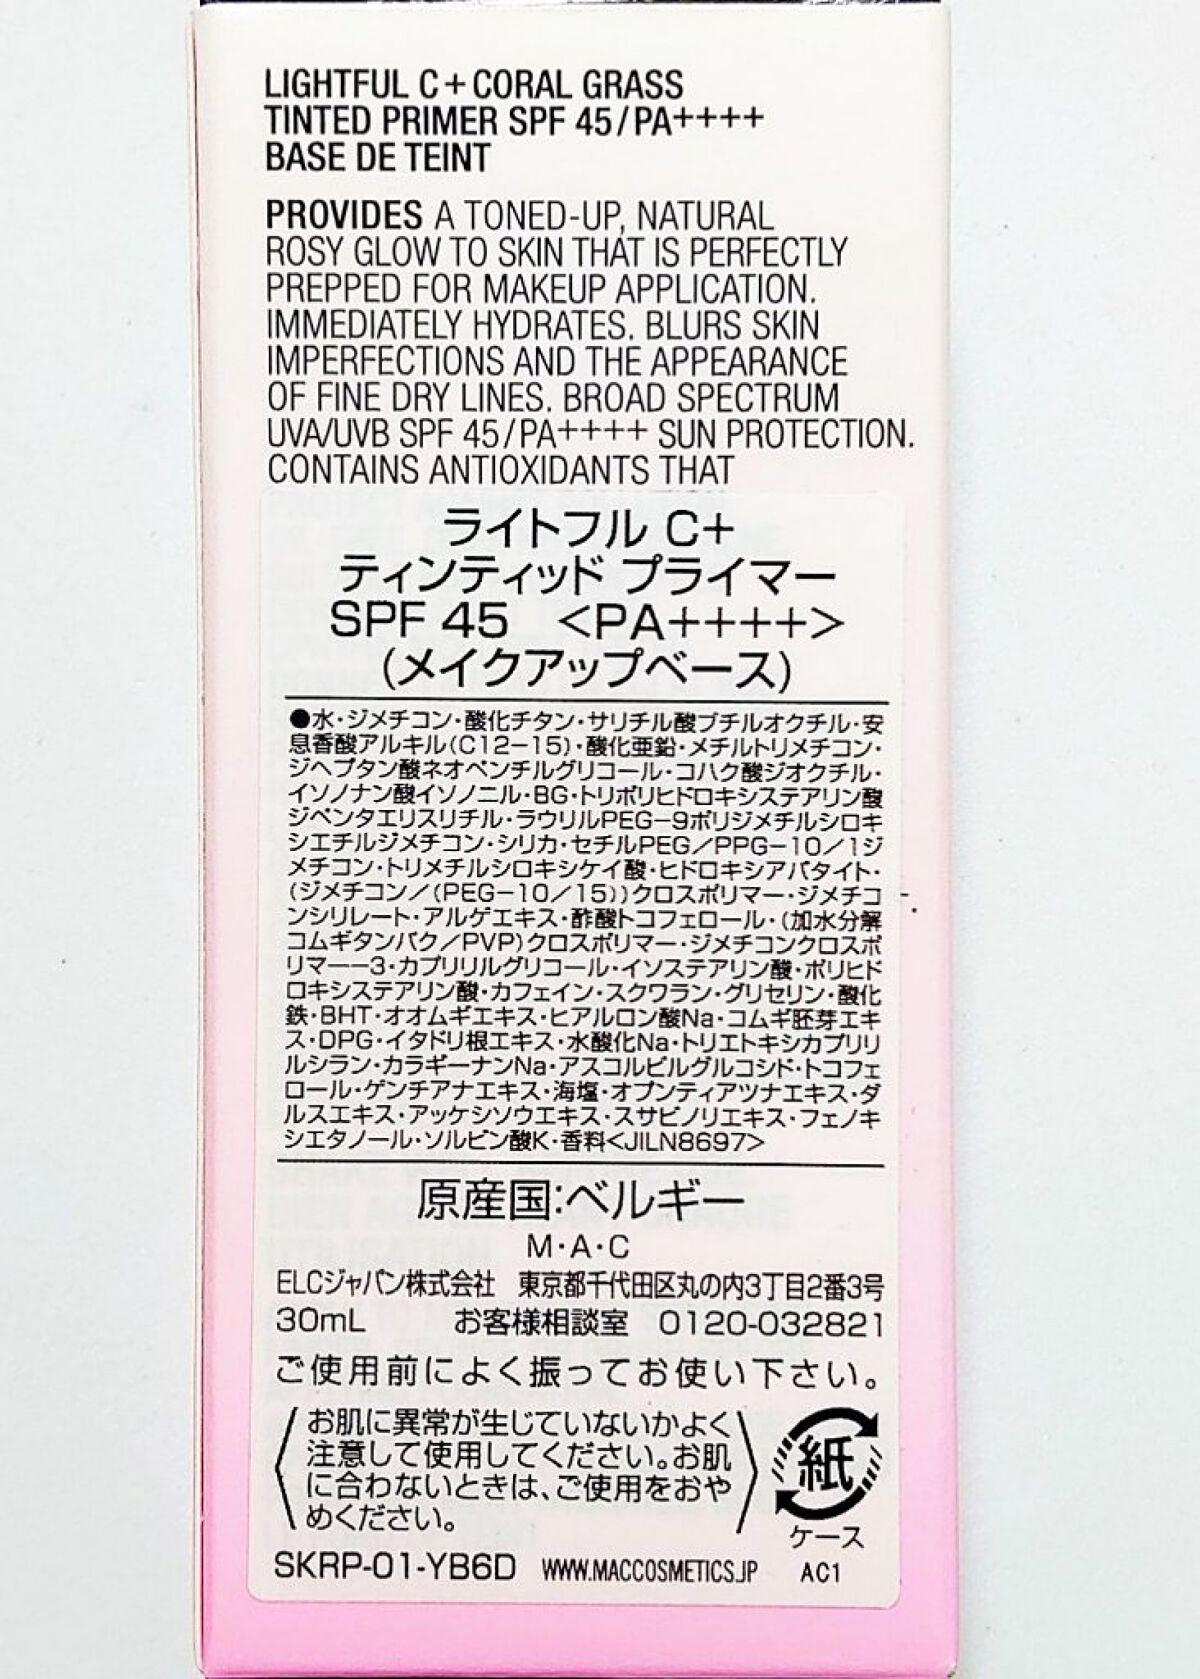 LIGHTFUL C+CORAL GRASS
TINTED PRIMER SPF 45/PA++++
BASE DE TEINT
PROVIDES A TONED-UP, NATURAL
ROSY GLOW TO SKIN THAT IS PERFECTLY
PREPPED FOR MAKEUP APPLICATION.
IMMEDIATELY HYDRATES. BLURS SKIN
IMPERFECTIONS AND THE APPEARANCE
OF FINE DRY LINES. BROAD SPECTRUM
UVA/UVB SPF 45/PA++++ SUN PROTECTION.
CONTAINS ANTIOXIDANTS THAT
ライトフル C+
ティンティッド プライマー
SPF 45 <PA++++>
(メイクアップベース)
●水・ジメチコン・酸化チタン・サリチル酸ブチルオクチル・安
息香酸アルキル(C12-15)・酸化亜鉛・メチルトリメチコン・
ジヘプタン酸ネオペンチルグリコール・コハク酸ジオクチル・
イソノナン酸イソノニル・BG・トリポリヒドロキシステアリン酸
ジペンタエリスリチル・ラウリルPEG-9ポリジメチルシロキ
シエチルジメチコン・シリカ・セチルPEG/PPG-10/1ジ
メチコン・トリメチルシロキシケイ酸・ヒドロキシアパタイト・
(ジメチコン/(PEG-10/15))クロスポリマー・ジメチコ
ンシリレート・アルゲエキス・酢酸トコフェロール・(加水分解
コムギタンパク/PVP)クロスポリマー・ジメチコンクロスポ
リマー-3・カプリリルグリコール・イソステアリン酸・ポリヒド
ロキシステアリン酸・カフェイン・スクワラン・グリセリン・酸化
鉄・BHT・オオムギエキス・ヒアルロン酸Na・コムギ胚芽エキ
ス・DPG・イタドリ根エキス・水酸化Na・トリエトキシカプリリ
ルシラン・カラギーナンNa・アスコルビルグルコシド・トコフェ
ロール・ゲンチアナエキス・海塩・オプンティアツナエキス・ダ
ルスエキス・アッケシソウエキス・スサビノリエキス・フェノキ
シエタノール・ソルビン酸K・香料<JILN8697>
原産国:ベルギー
M・A・C
ELCジャパン株式会社 東京都千代田区丸の内3丁目2番3号
30mL お客様相談室 0120-032821
ご使用前によく振ってお使い下さい。
お肌に異常が生じていないかよく
注意して使用してください。お肌
に合わないときは、ご使用をおや
めください。
紙
ケース
SKRP-01-YB6D WWW.MACCOSMETICS.JP AC1